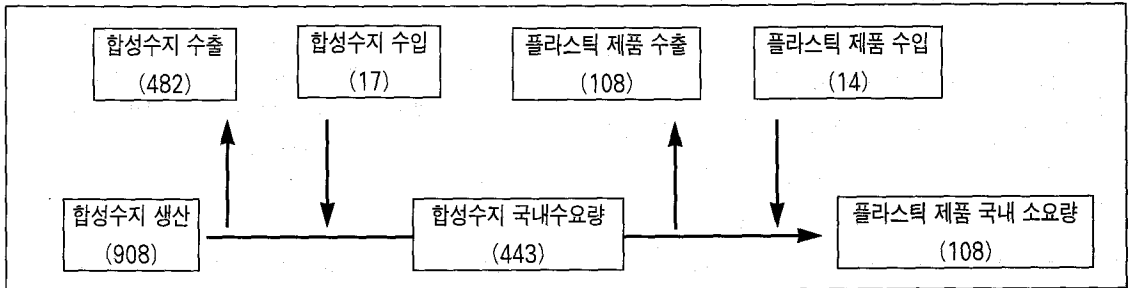 합성수지 수출
(482)
합성수지 수입
(17)
플라스틱 제품 수출
(108)
플라스틱 제품 수입
(14)
합성수지 생산
(908)
합성수지 국내수요량
(443)
플라스틱 제품 국내 소요량
(108)